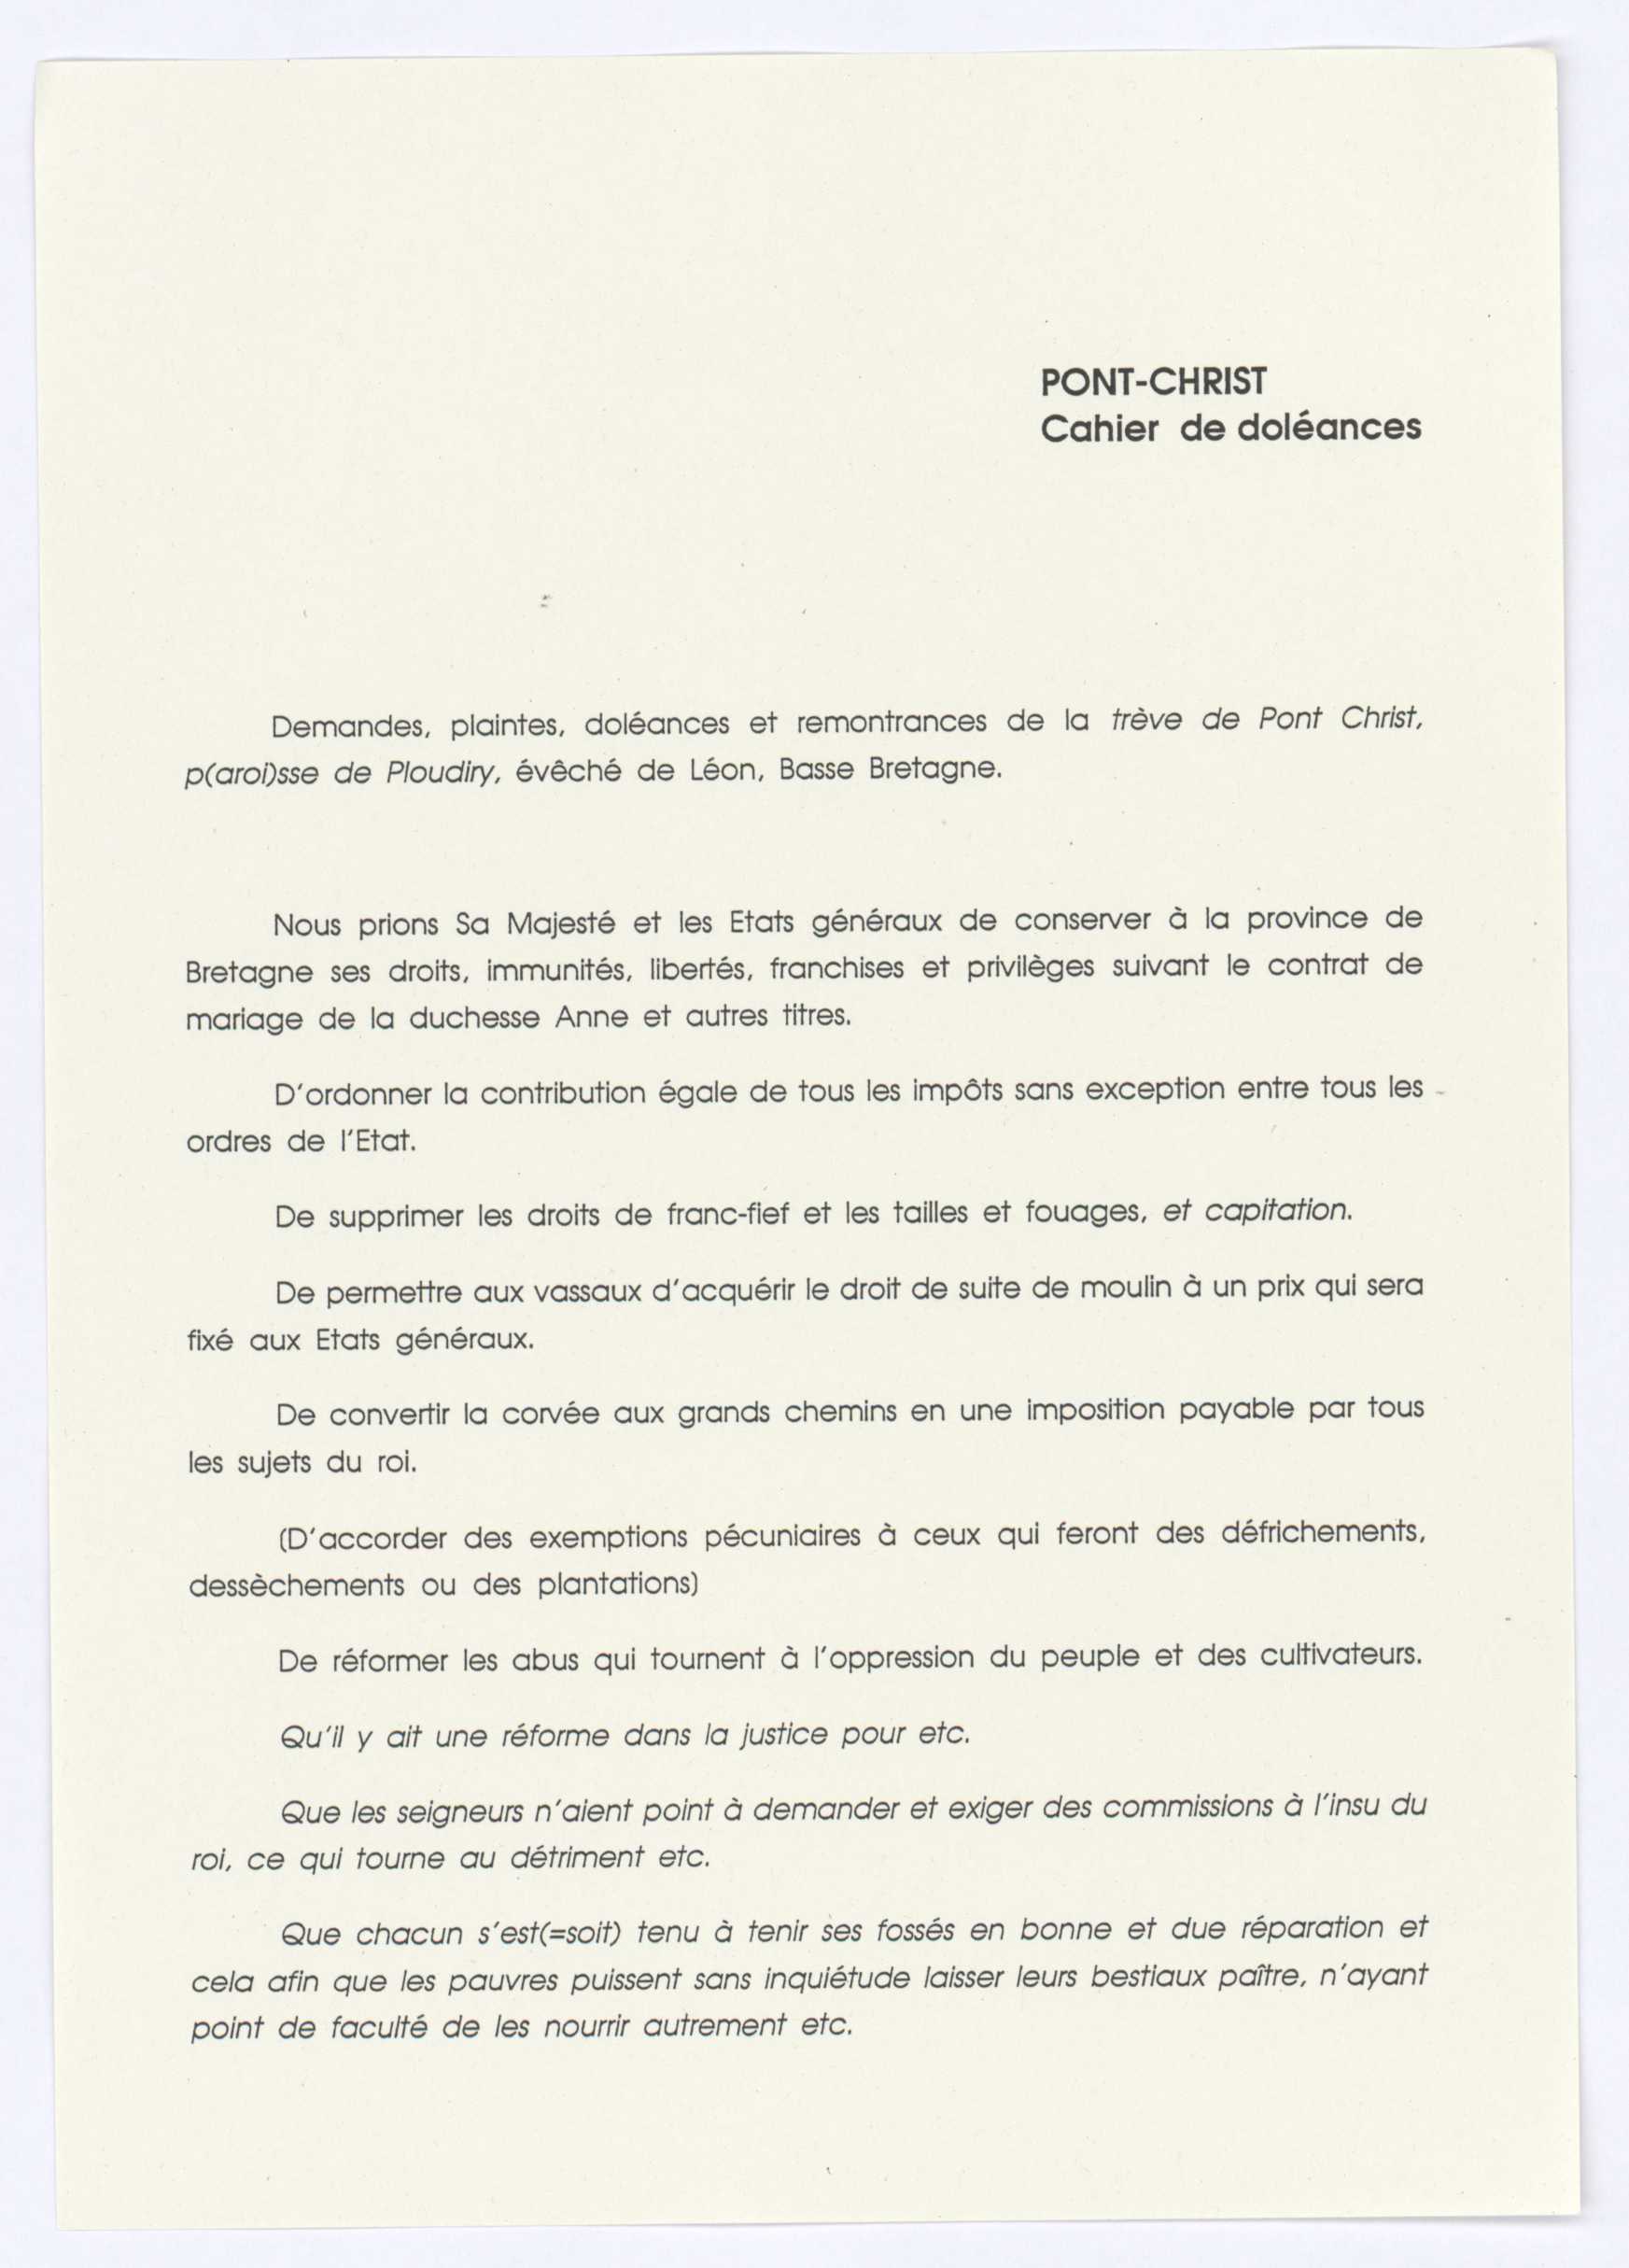 PONT-CHRIST
Cahier de doléances
Demandes, plaintes, doléances et remontrances de la trève de Pont Christ,
p(aroi)sse de Ploudiry, évêché de Léon, Basse Bretagne.
Nous prions Sa Majesté et les Etats généraux de conserver à la province de
Bretagne ses droits, immunités, libertés, franchises et privilèges suivant le contrat de
mariage de la duchesse Anne et autres titres.
D'ordonner la contribution égale de tous les impôts sans exception entre tous les
ordres de l'Etat.
De supprimer les droits de franc-fief et les tailles et fouages, et capitation.
De permettre aux vassaux d'acquérir le droit de suite de moulin à un prix qui sera
fixé aux Etats généraux.
De convertir la corvée aux grands chemins en une imposition payable par tous
les sujets du roi.
(D'accorder des exemptions pécuniaires à ceux qui feront des défrichements,
dessèchements ou des plantations)
De réformer les abus qui tournent à l'oppression du peuple et des cultivateurs.
Qu'il y ait une réforme dans la justice pour etc.
Que les seigneurs n'aient point à demander et exiger des commissions à l'insu du
roi, ce qui tourne au détriment etc.
Que chacun s'est(=soit) tenu à tenir ses fossés en bonne et due réparation et
cela afin que les pauvres puissent sans inquiétude laisser leurs bestiaux paître, n'ayant
point de faculté de les nourrir autrement etc.